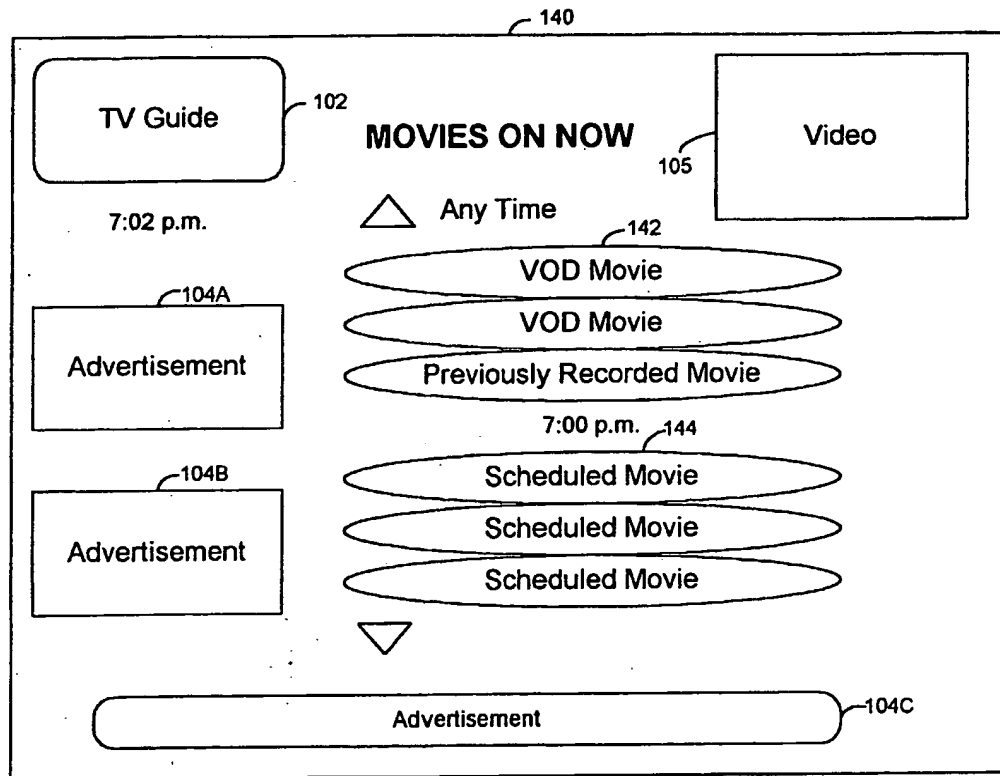 140
TV Guide
102
MOVIES ON NOW
Video
105
7:02 p.m.
Any Time
142
VOD Movie
VOD Movie
Previously Recorded Movie
104A
Advertisement
7:00 p.m.
144
Scheduled Movie
Scheduled Movie
Scheduled Movie
104B
Advertisement
Advertisement
104C